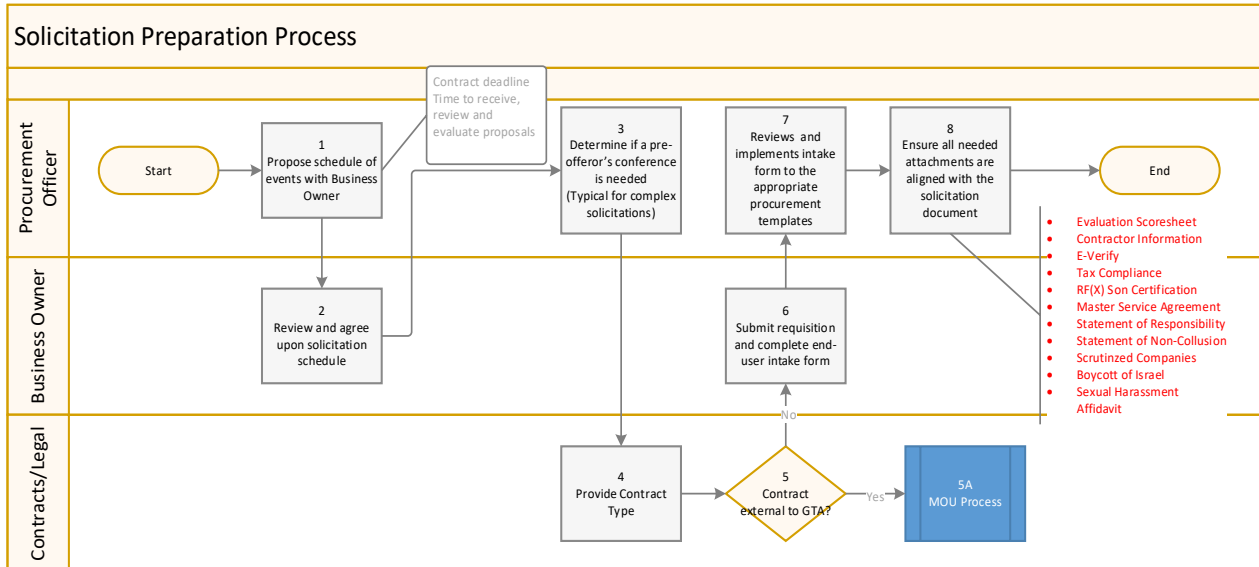 Solicitation Preparation Process
Contract deadline
Time to receive,
review and
evaluate proposals
Procurement
Officer
Start
1
Propose schedule of
events with Business
Owner
3
Determine if a pre-
offeror's conference
is needed
(Typical for complex
solicitations)
7
Reviews and
implements intake
form to the
appropriate
procurement
templates
8
Ensure all needed
attachments are
aligned with the
solicitation
document
End
• Evaluation Scoresheet
• Contractor Information
• E-Verify
• Tax Compliance
• RF(X) Son Certification
• Master Service Agreement
• Statement of Responsibility
• Statement of Non-Collusion
• Scrutinzed Companies
• Boycott of Israel
• Sexual Harassment
Affidavit
Business Owner
2
Review and agree
upon solicitation
schedule
6
Submit requisition
and complete end-
user intake form
No
Contracts/Legal
4
Provide Contract
Type
5
Contract
external to GTA?
Yes
5A
MOU Process